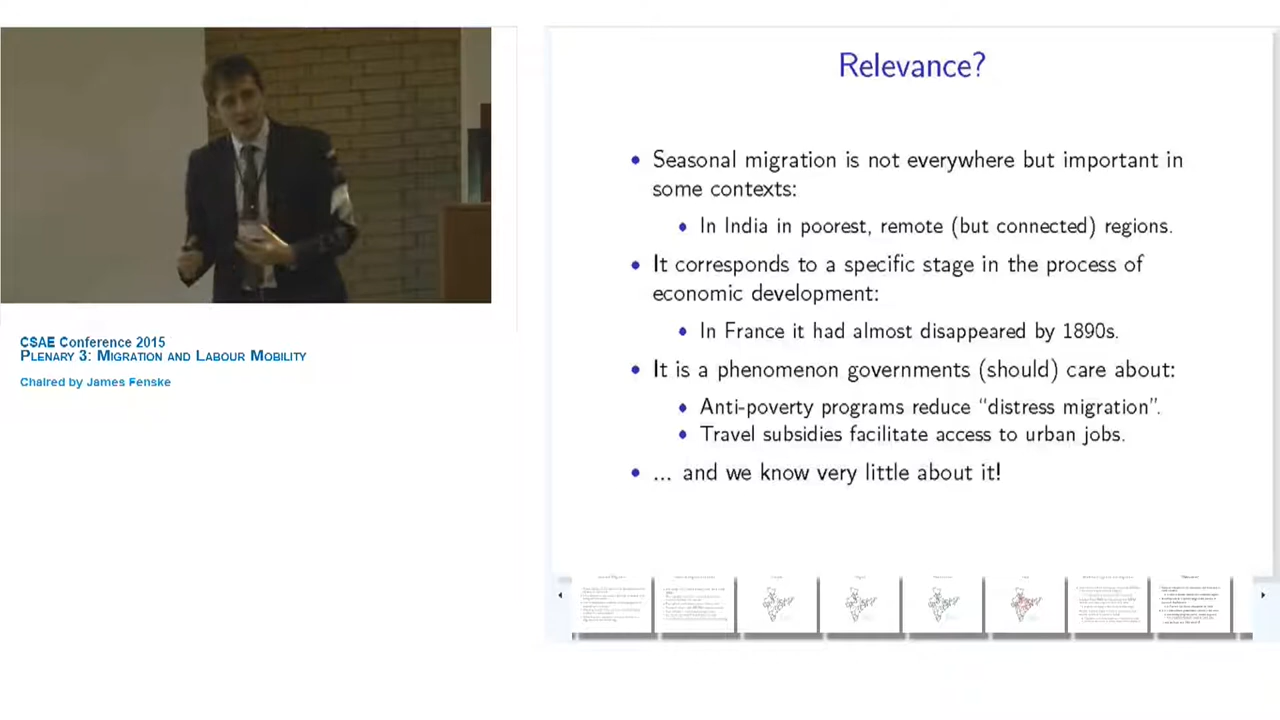 Relevance?
• Seasonal migration is not everywhere but important in
some contexts:
• In India in poorest, remote (but connected) regions.
• It corresponds to a specific stage in the process of
economic development:
• In France it had almost disappeared by 1890s.
• It is a phenomenon governments (should) care about:
• Anti-poverty programs reduce “distress migration”.
• Travel subsidies facilitate access to urban jobs.
• ... and we know very little about it!
CSAE Conference 2015
PLENARY 3: MIGRATION AND LABOUR MOBILITY
Chaired by James Fenske